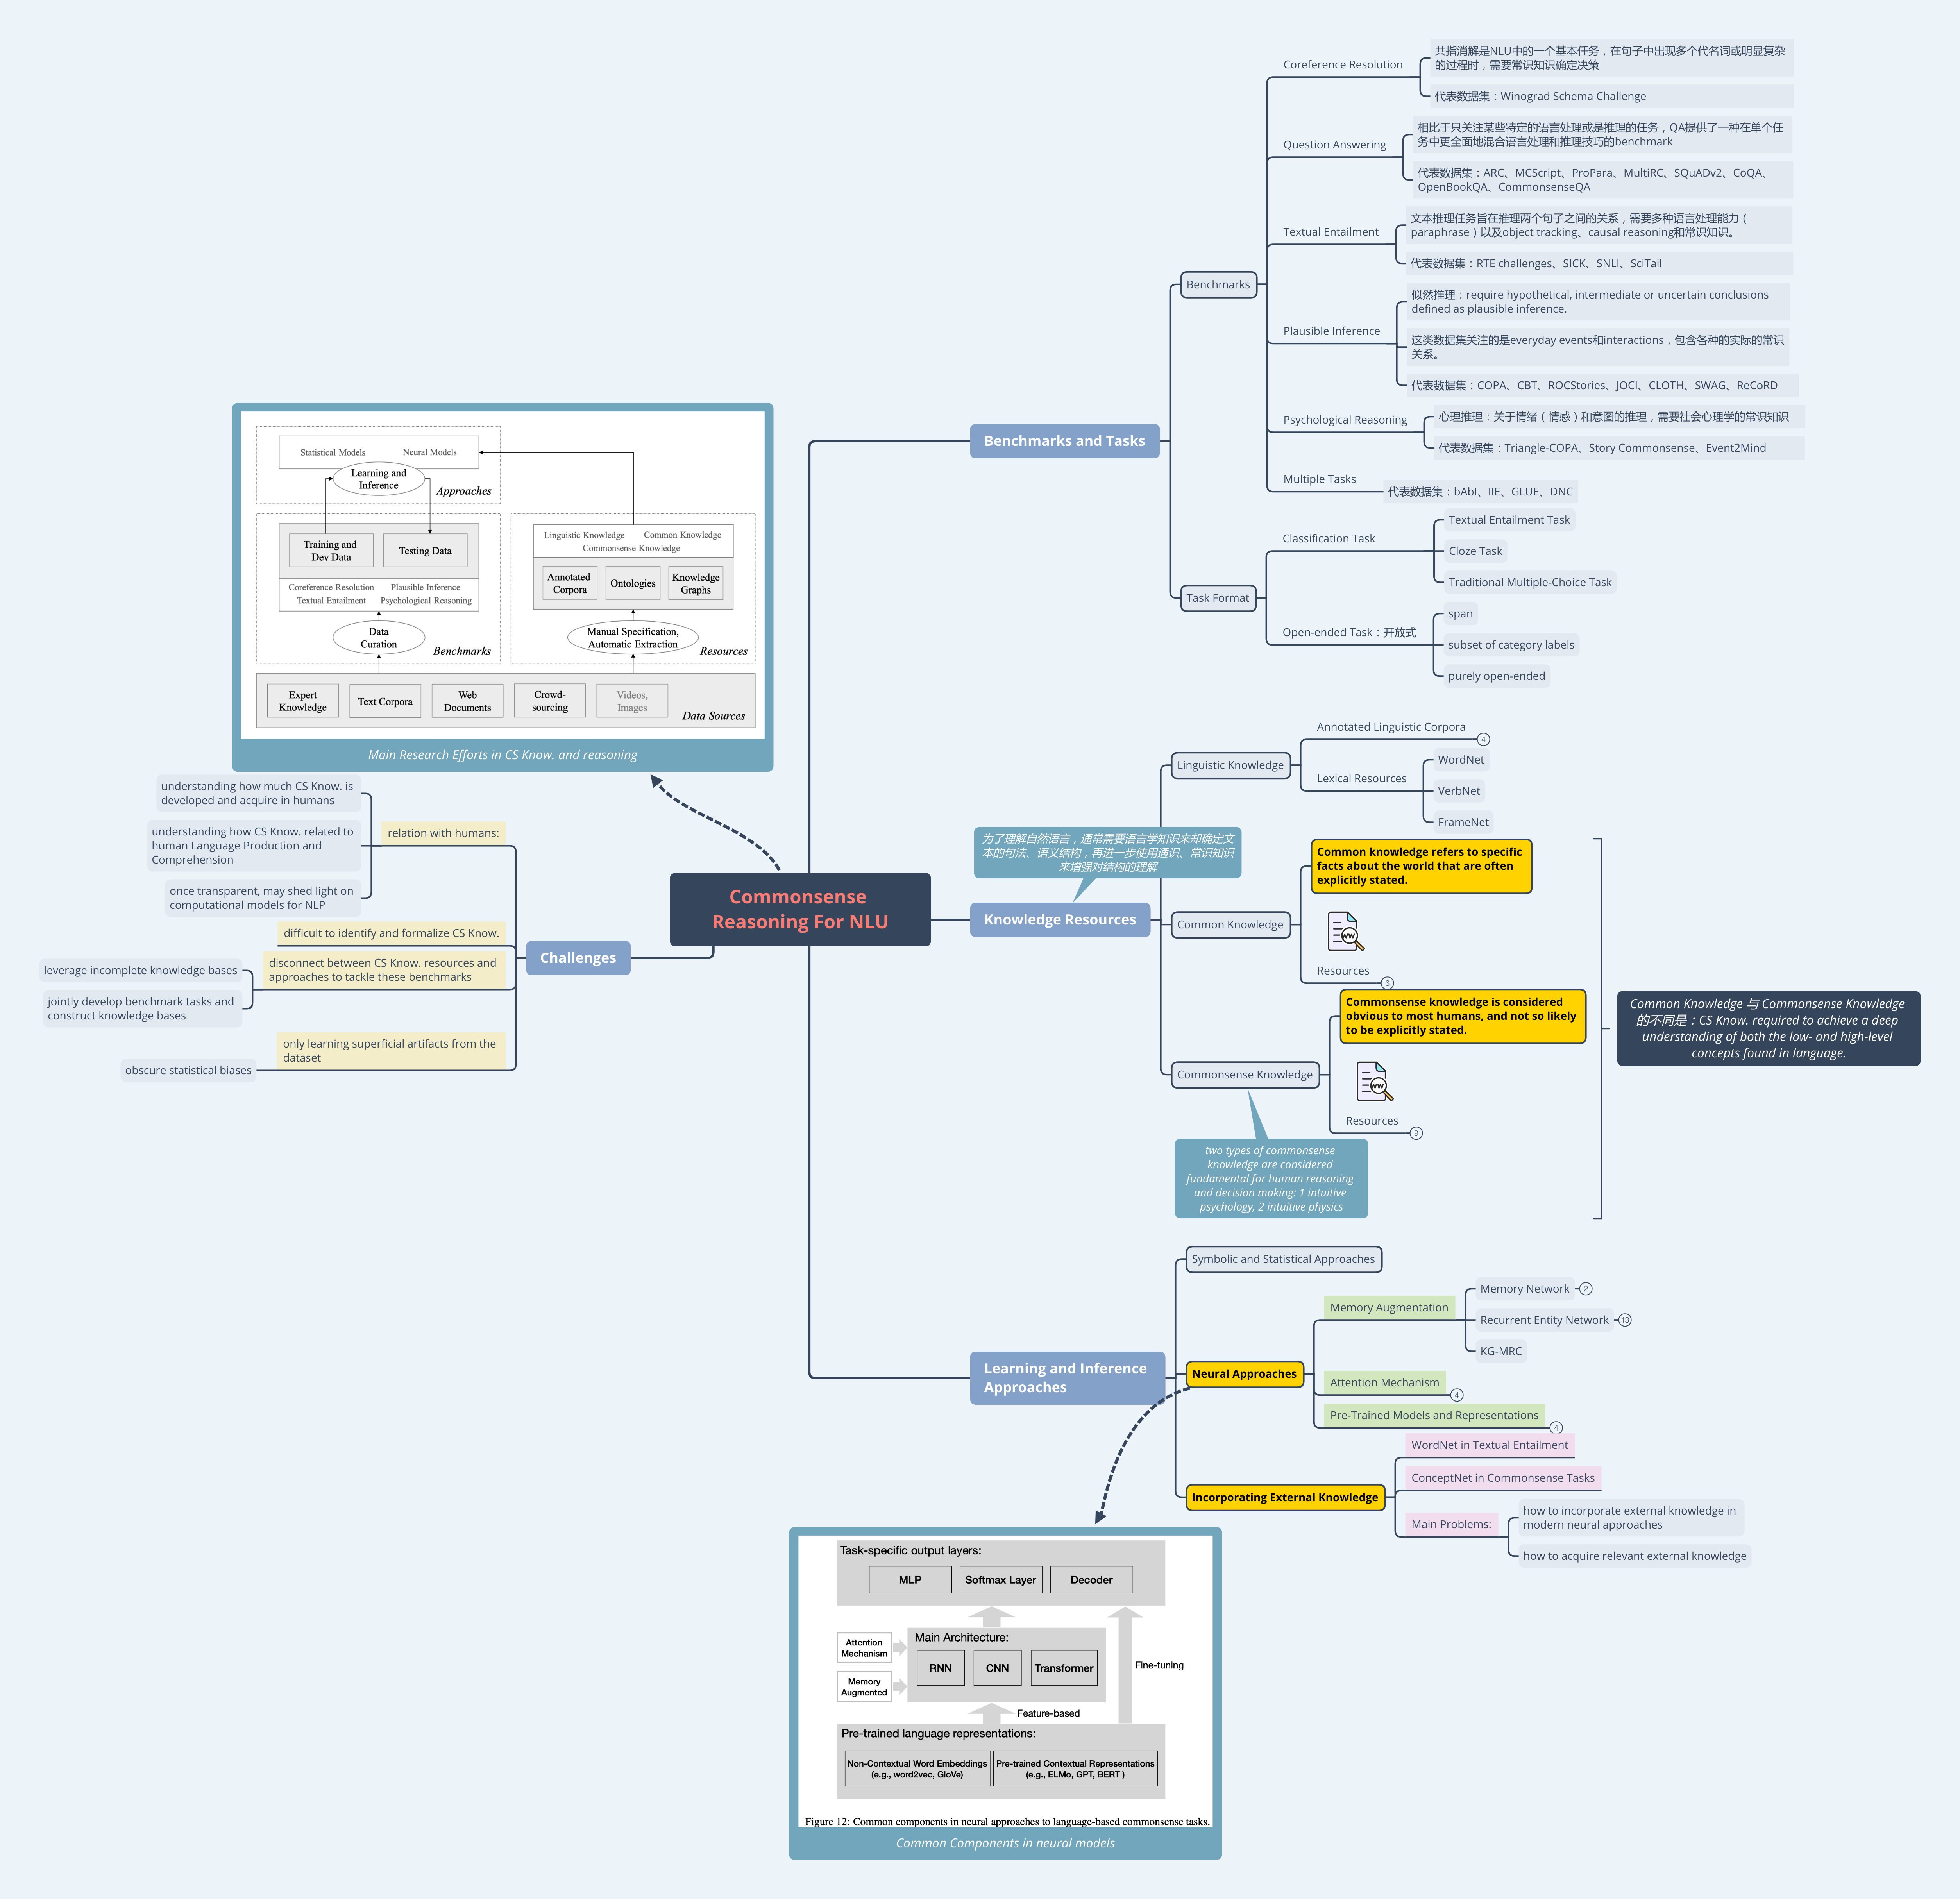 Commonsense
Reasoning For NLU
Benchmarks and Tasks
Benchmarks
Coreference Resolution
共指消解是NLU中的一个基本任务，在句子中出现多个代名词或明显复杂
的过程时，需要常识知识确定决策
代表数据集：Winograd Schema Challenge
Question Answering
相比于只关注某些特定的语言处理或是推理的任务，QA提供了一种在单个任
务中更全面地混合语言处理和推理技巧的benchmark
代表数据集：ARC、MCScript、ProPara、MultiRC、SQuADv2、CoQA、
OpenBookQA、CommonsenseQA
Textual Entailment
文本推理任务旨在推理两个句子之间的关系，需要多种语言处理能力（
paraphrase）以及object tracking、causal reasoning和常识知识。
代表数据集：RTE challenges、SICK、SNLI、SciTail
Plausible Inference
似然推理：require hypothetical, intermediate or uncertain conclusions
defined as plausible inference.
这类数据集关注的是everyday events和interactions，包含各种的实际的常识
关系。
代表数据集：COPA、CBT、ROCStories、JOCI、CLOTH、SWAG、ReCoRD
Psychological Reasoning
心理推理：关于情绪（情感）和意图的推理，需要社会心理学的常识知识
代表数据集：Triangle-COPA、Story Commonsense、Event2Mind
Multiple Tasks
代表数据集：bAbI、IIE、GLUE、DNC
Task Format
Classification Task
Textual Entailment Task
Cloze Task
Traditional Multiple-Choice Task
Open-ended Task：开放式
span
subset of category labels
purely open-ended
Knowledge Resources
为了理解自然语言，通常需要语言学知识来却确定文
本的句法、语义结构，再进一步使用通识、常识知识
来增强对结构的理解
Linguistic Knowledge
Annotated Linguistic Corpora
4
Lexical Resources
WordNet
VerbNet
FrameNet
Common Knowledge
Common knowledge refers to specific
facts about the world that are often
explicitly stated.
WW
Resources
6
Commonsense Knowledge
Commonsense knowledge is considered
obvious to most humans, and not so likely
to be explicitly stated.
WW
Resources
9
two types of commonsense
knowledge are considered
fundamental for human reasoning
and decision making: 1 intuitive
psychology, 2 intuitive physics
Common Knowledge 与 Commonsense Knowledge
的不同是：CS Know. required to achieve a deep
understanding of both the low- and high-level
concepts found in language.
Learning and Inference
Approaches
Symbolic and Statistical Approaches
Neural Approaches
Memory Augmentation
Memory Network
2
Recurrent Entity Network
13
KG-MRC
Attention Mechanism
4
Pre-Trained Models and Representations
4
Incorporating External Knowledge
WordNet in Textual Entailment
ConceptNet in Commonsense Tasks
Main Problems:
how to incorporate external knowledge in
modern neural approaches
how to acquire relevant external knowledge
Task-specific output layers:
MLP
Softmax Layer
Decoder
Main Architecture:
RNN
CNN
Transformer
Attention
Mechanism
Memory
Augmented
Fine-tuning
Feature-based
Pre-trained language representations:
Non-Contextual Word Embeddings
(e.g., word2vec, GloVe)
Pre-trained Contextual Representations
(e.g., ELMo, GPT, BERT )
Figure 12: Common components in neural approaches to language-based commonsense tasks.
Common Components in neural models
Challenges
relation with humans:
understanding how much CS Know. is
developed and acquire in humans
understanding how CS Know. related to
human Language Production and
Comprehension
once transparent, may shed light on
computational models for NLP
difficult to identify and formalize CS Know.
disconnect between CS Know. resources and
approaches to tackle these benchmarks
leverage incomplete knowledge bases
jointly develop benchmark tasks and
construct knowledge bases
only learning superficial artifacts from the
dataset
obscure statistical biases
Statistical Models
Neural Models
Learning and
Inference
Approaches
Training and
Dev Data
Testing Data
Coreference Resolution
Plausible Inference
Textual Entailment
Psychological Reasoning
Data
Curation
Benchmarks
Linguistic Knowledge
Common Knowledge
Commonsense Knowledge
Annotated
Corpora
Ontologies
Knowledge
Graphs
Manual Specification,
Automatic Extraction
Resources
Expert
Knowledge
Text Corpora
Web
Documents
Crowd-
sourcing
Videos,
Images
Data Sources
Main Research Efforts in CS Know. and reasoning